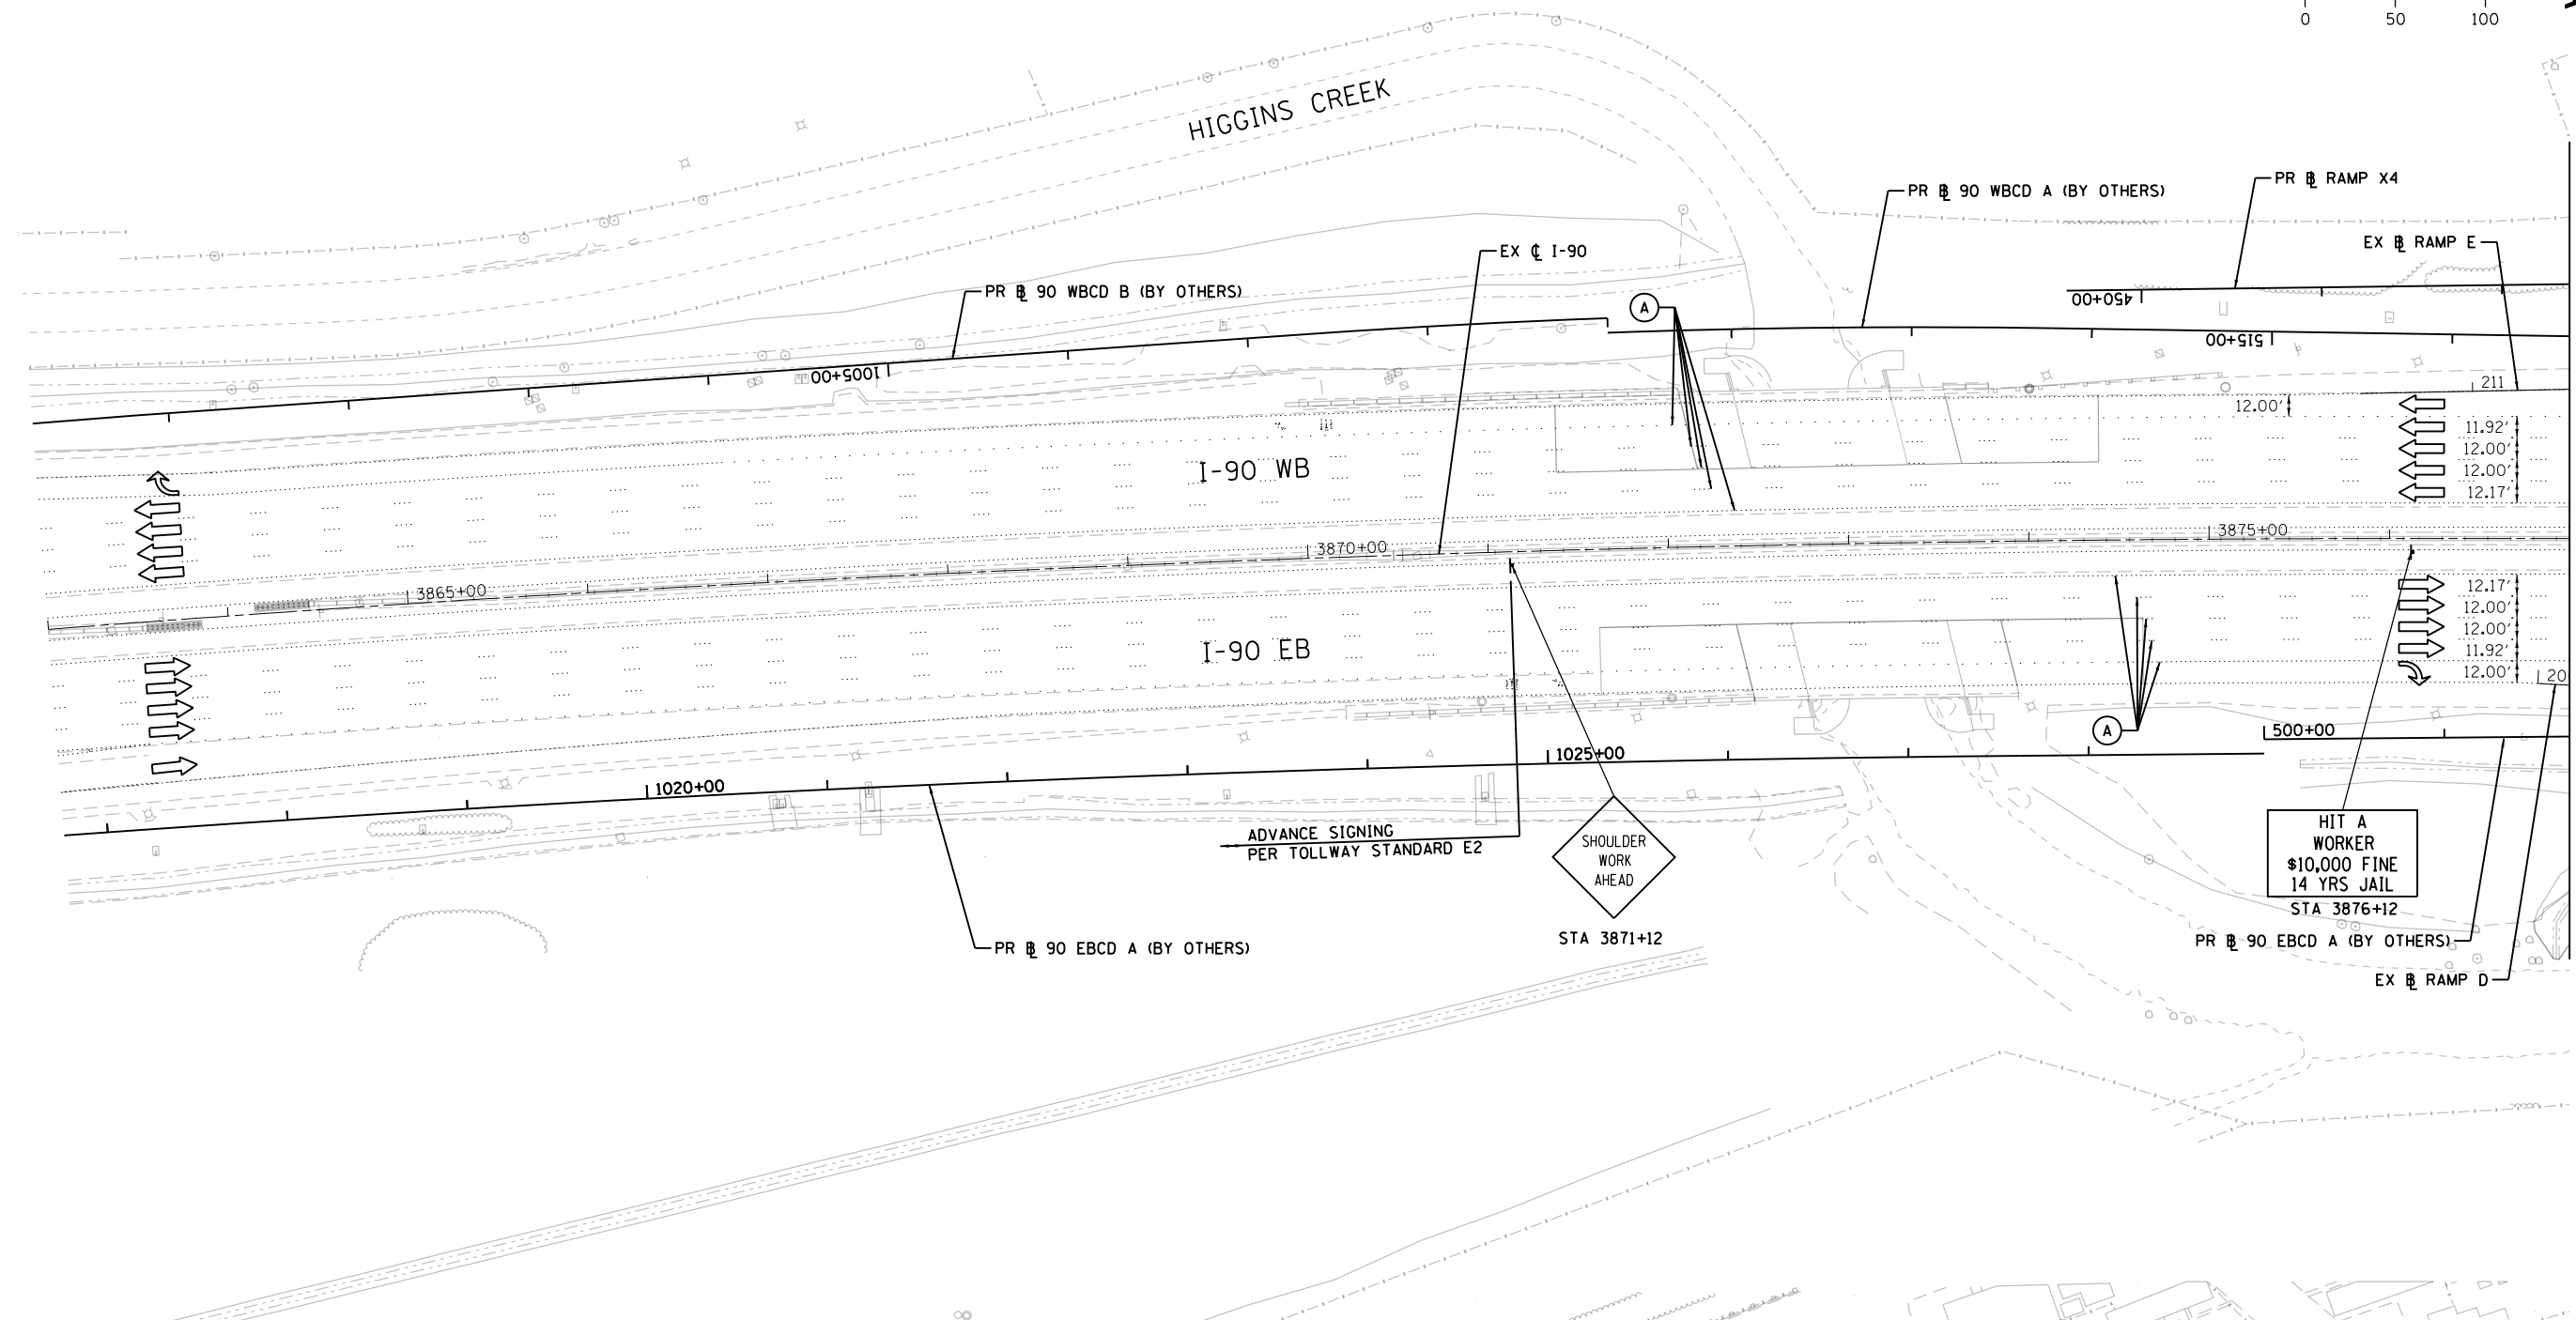 0 50 100
HIGGINS CREEK
PR ⅊ 90 WBCD A (BY OTHERS)
PR ⅊ RAMP X4
EX ⅊ RAMP E
EX ℄ I-90
PR ⅊ 90 WBCD B (BY OTHERS)
A
450+00
515+00
1005+00
211
12.00'
11.92'
12.00'
12.00'
12.17'
I-90 WB
3875+00
3870+00
3865+00
12.17'
12.00'
12.00'
11.92'
12.00'
I-90 EB
20
A
500+00
1025+00
1020+00
ADVANCE SIGNING
PER TOLLWAY STANDARD E2
SHOULDER
WORK
AHEAD
STA 3871+12
HIT A
WORKER
$10,000 FINE
14 YRS JAIL
STA 3876+12
PR ⅊ 90 EBCD A (BY OTHERS)
PR ⅊ 90 EBCD A (BY OTHERS)
EX ⅊ RAMP D